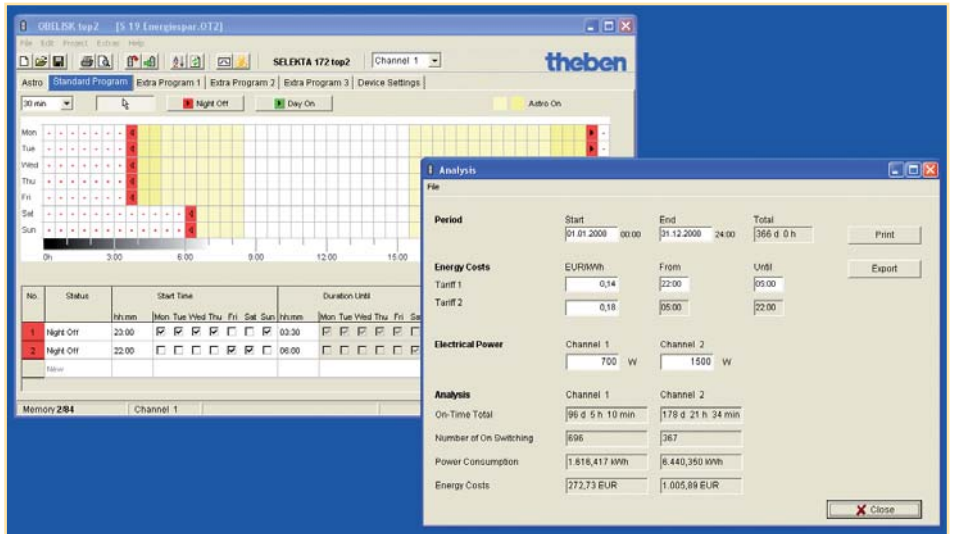 OBELISK top2 [S 19 Energiespar.OT2]
File Edit Project Extras Help
SELEKTA 172 top2 Channel 1
theben
Astro Standard Program Extra Program 1 Extra Program 2 Extra Program 3 Device Settings
30 min Night Off Day On Astro On
Mon
Tue
Wed
Thu
Fri
Sat
Sun
0h 3:00 6:00 9:00 12:00 15:00
No. Status Start Time Duration Until
hh:mm Mon Tue Wed Thu Fri Sat Sun hh:mm Mon Tue Wed Thu Fri Sa
1 Night Off 23:00 03:30
2 Night Off 22:00 06:00
New
Memory 2/84 Channel 1
Analysis
File
Period Start End Total
01.01.2008 00:00 31.12.2008 24:00 366 d 0 h Print
Energy Costs EUR/kWh From Until Export
Tariff 1 0,14 22:00 05:00
Tariff 2 0,18 05:00 22:00
Electrical Power Channel 1 Channel 2
700 W 1500 W
Analysis Channel 1 Channel 2
On-Time Total 96 d 5 h 10 min 178 d 21 h 34 min
Number of On Switching 696 367
Power Consumption 1.616,417 kWh 6.440,350 kWh
Energy Costs 272,73 EUR 1.005,89 EUR
Close